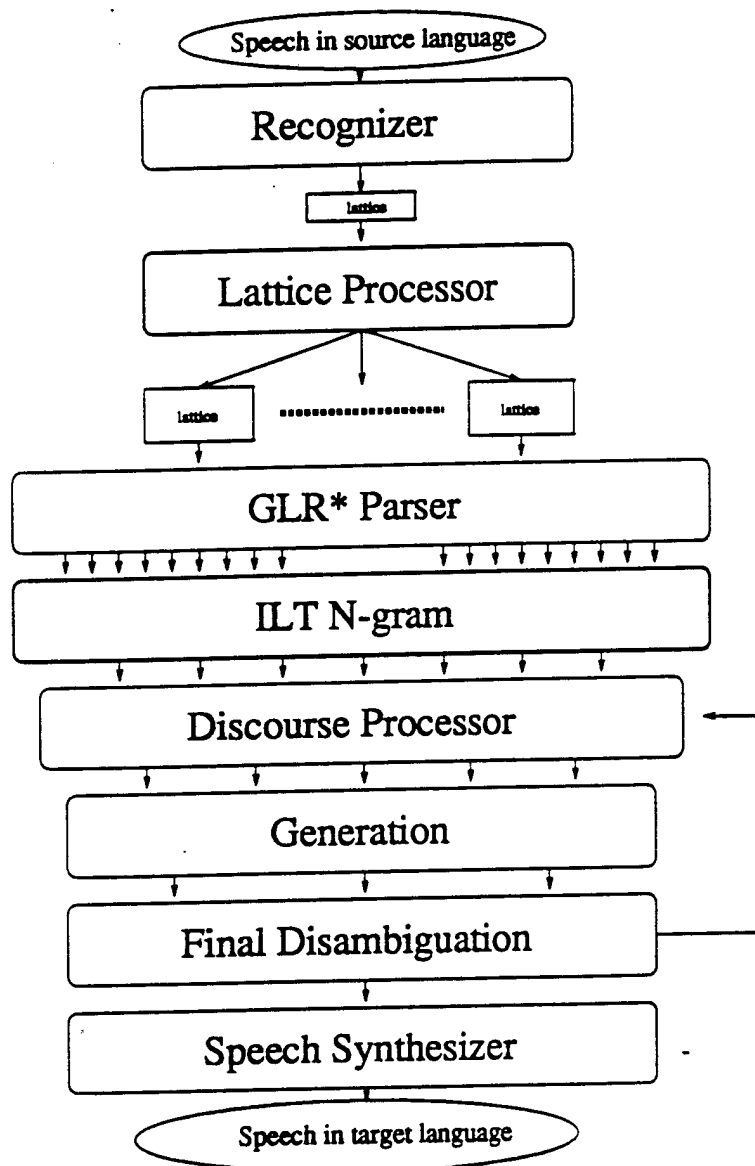 Speech in source language
Recognizer
lattice
Lattice Processor
lattice lattice
GLR* Parser
ILT N-gram
Discourse Processor
Generation
Final Disambiguation
Speech Synthesizer
Speech in target language